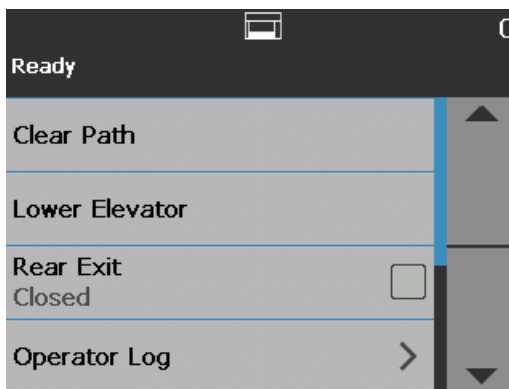 Ready
Clear Path
Lower Elevator
Rear Exit
Closed
Operator Log